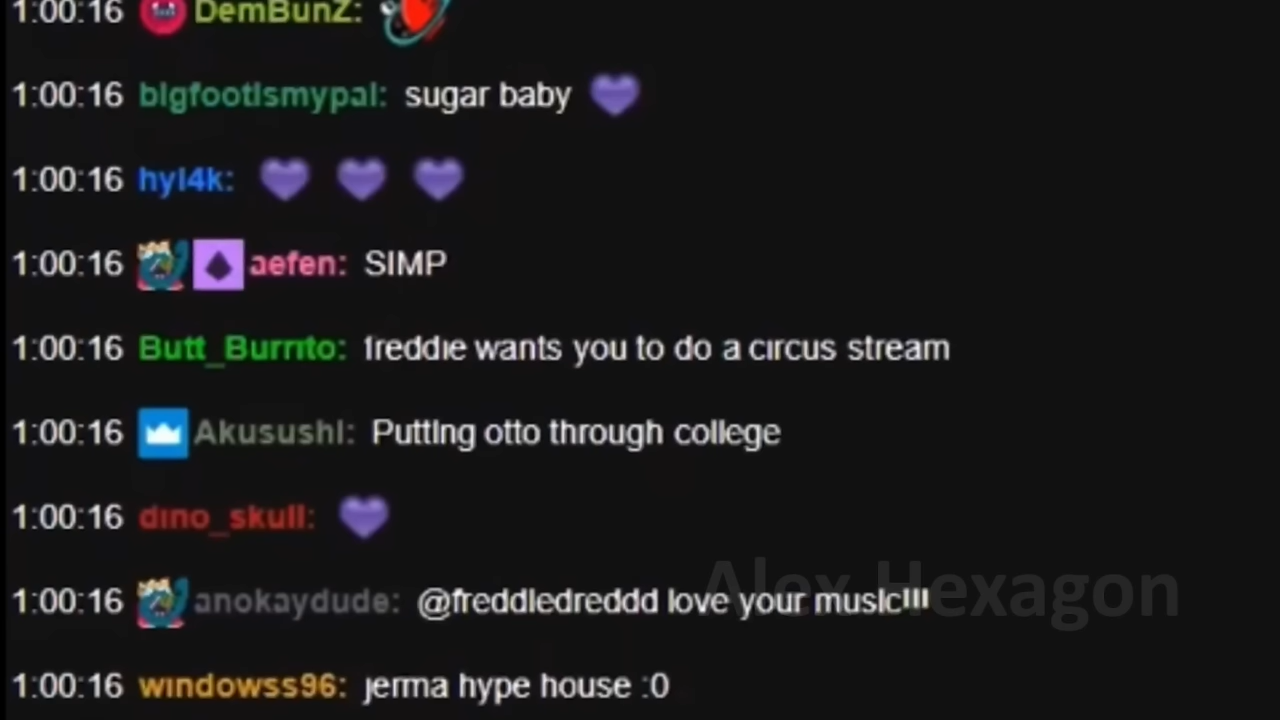 1:00:16 DemBunZ:
1:00:16 bigfootismypal: sugar baby
1:00:16 hyl4k:
1:00:16 aefen: SIMP
1:00:16 Butt_Burrito: freddie wants you to do a circus stream
1:00:16 Akusushi: Putting otto through college
1:00:16 dino_skull:
1:00:16 anokaydude: @freddiedreddd love your music!!!
Alex Hexagon
1:00:16 windowss96: jerma hype house :0